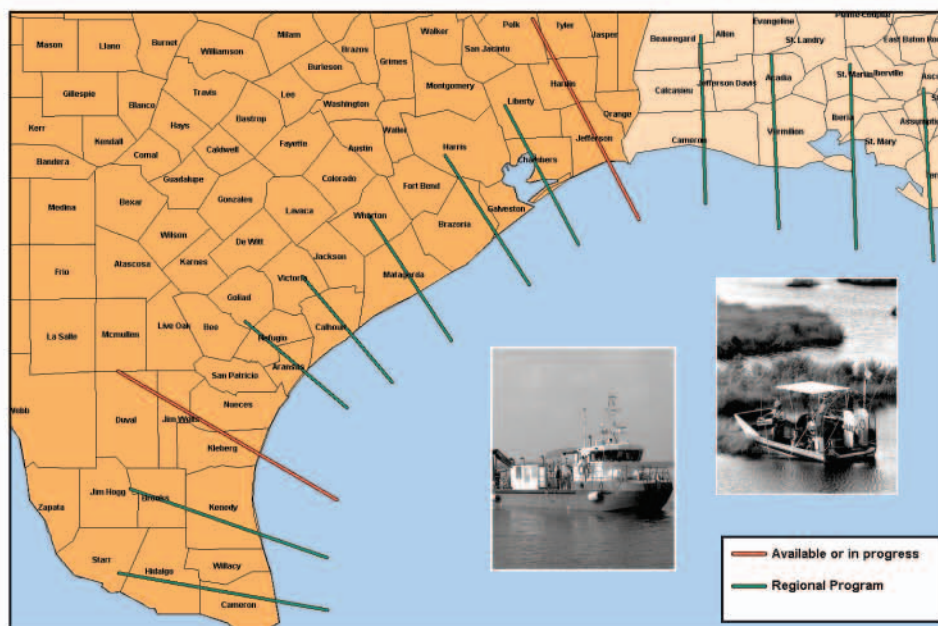 Polk
Tyler
Evangeline
Mason
Llano
Burnet
Milam
Walker
Jasper
Beauregard
Allen
St. Landry
Williamson
Brazos
San Jacinto
Grimes
Burleson
Gillespie
Travis
Lee
Montgomery
Hardin
Calcasieu
Jefferson Davis
Acadia
St. Martin
Iberville
Blanco
Washington
Liberty
Orange
Kerr
Hays
Bastrop
Waller
Iberia
Assumption
Kendall
Fayette
Austin
Harris
Jefferson
Cameron
Vermilion
St. Mary
Bandera
Comal
Caldwell
Chambers
Guadalupe
Colorado
Fort Bend
Medina
Bexar
Gonzales
Lavaca
Wharton
Galveston
Brazoria
Wilson
De Witt
Frio
Atascosa
Karnes
Jackson
Matagorda
Victoria
Goliad
La Salle
Mcmullen
Live Oak
Bee
Calhoun
Refugio
Aransas
San Patricio
Nueces
Webb
Duval
Jim Wells
Kleberg
Jim Hogg
Brooks
Zapata
Kenedy
Starr
Hidalgo
Willacy
Cameron
Available or in progress
Regional Program